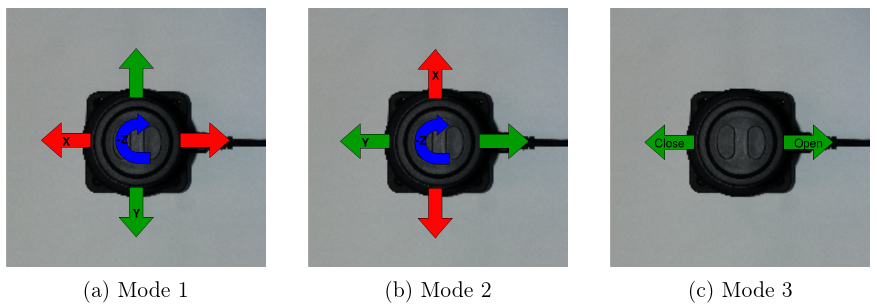 X
-Z
Y
X
Y
-Z
Close
Open
(a) Mode 1
(b) Mode 2
(c) Mode 3